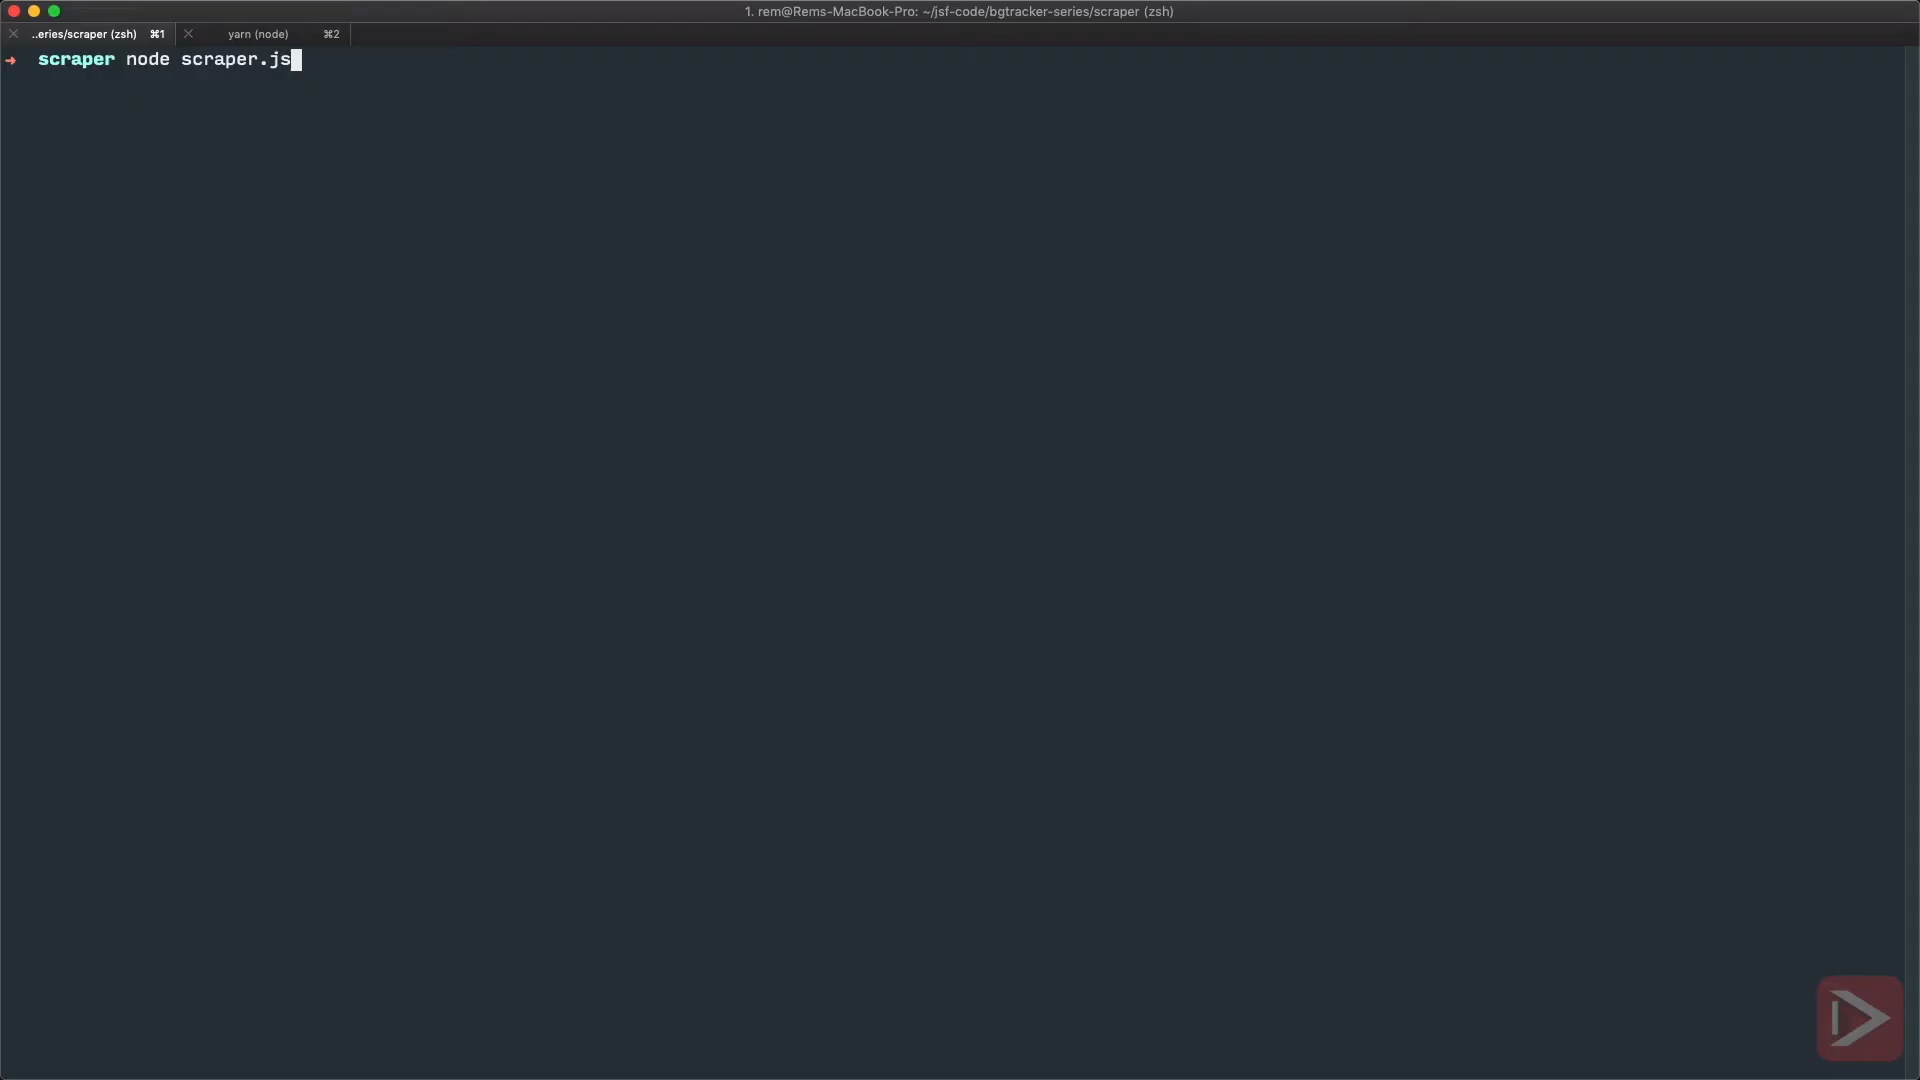 1. rem@Rems-MacBook-Pro: ~/jsf-code/bgtracker-series/scraper (zsh)
..eries/scraper (zsh) ⌘1 yarn (node) ⌘2
➜ scraper node scraper.js